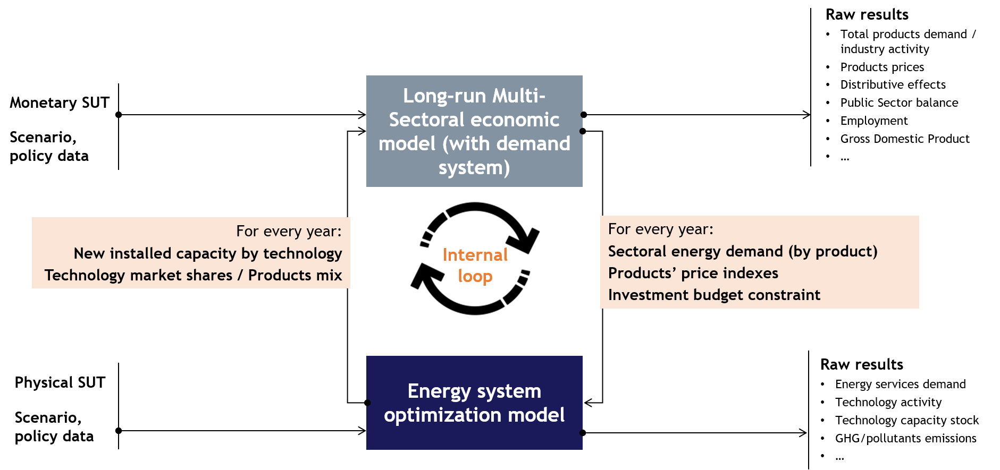 Monetary SUT
Scenario,
policy data
Long-run Multi-
Sectoral economic
model (with demand
system)
Raw results
• Total products demand /
industry activity
• Products prices
• Distributive effects
• Public Sector balance
• Employment
• Gross Domestic Product
• …
For every year:
New installed capacity by technology
Technology market shares / Products mix
Internal
loop
For every year:
Sectoral energy demand (by product)
Products’ price indexes
Investment budget constraint
Physical SUT
Scenario,
policy data
Energy system
optimization model
Raw results
• Energy services demand
• Technology activity
• Technology capacity stock
• GHG/pollutants emissions
• …